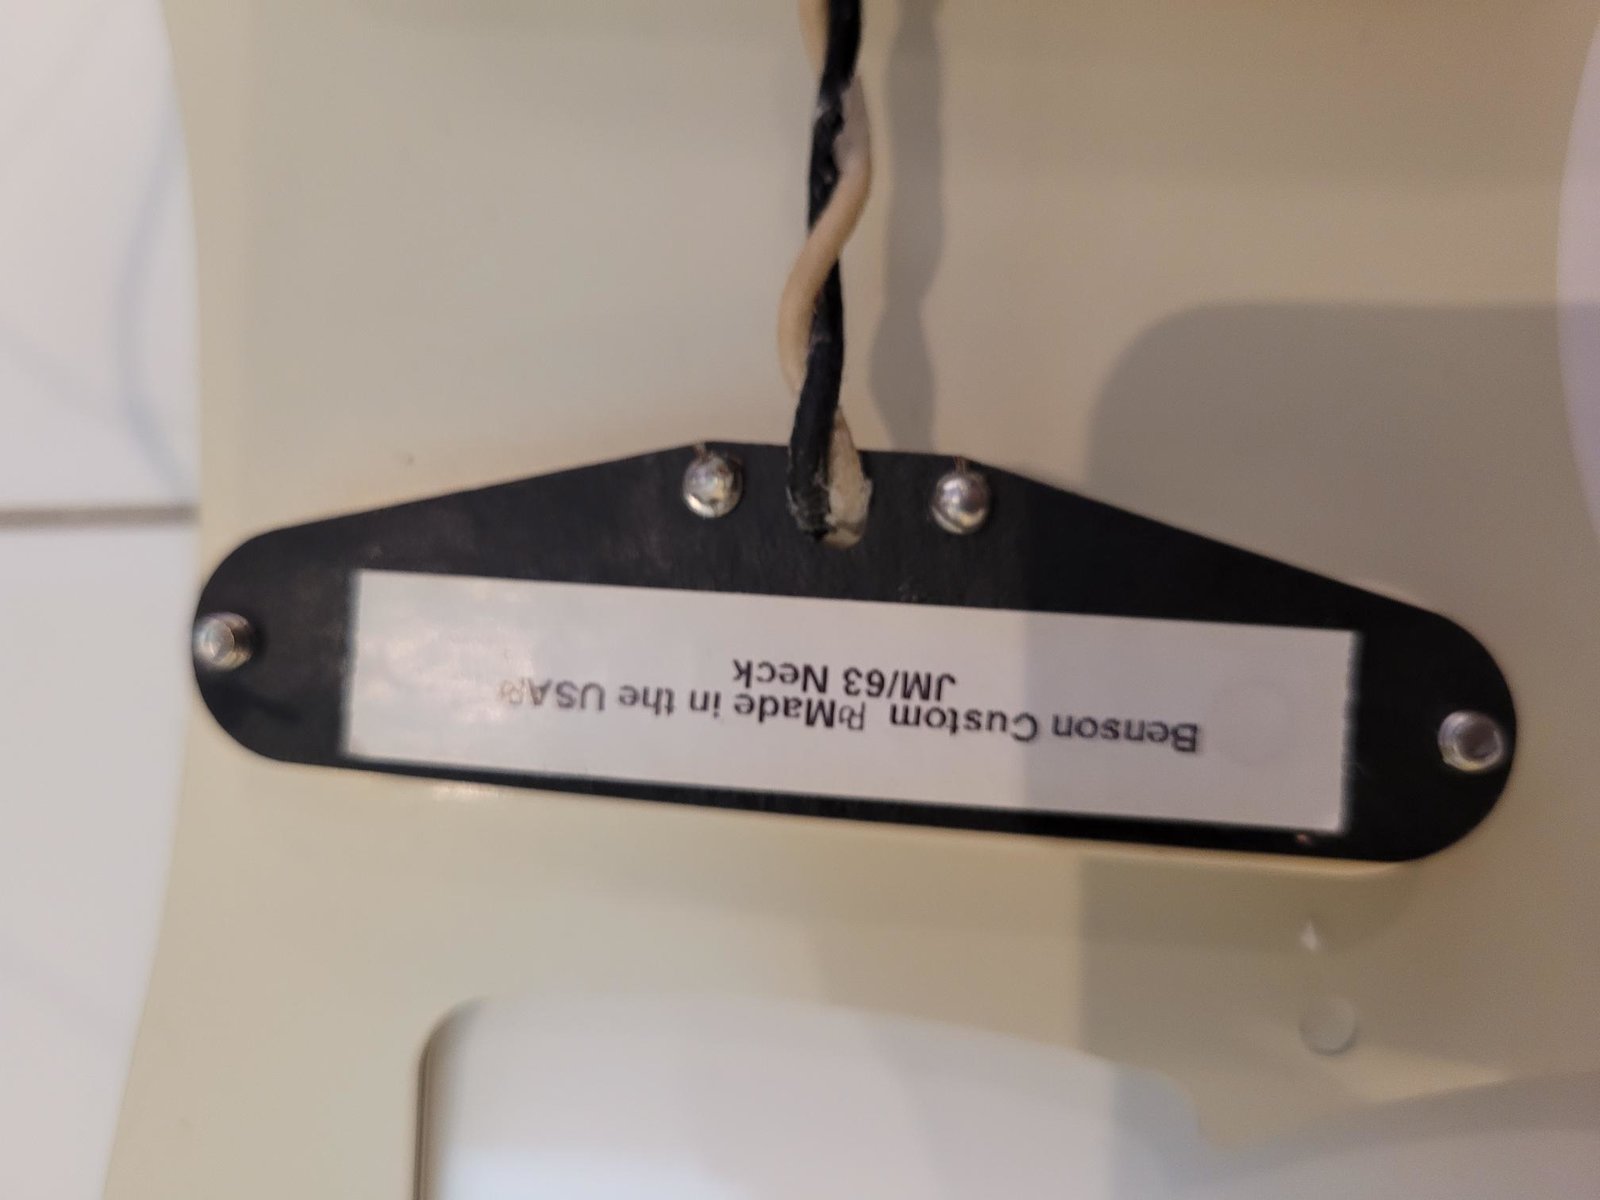 Benson Custom Made in the USA
JM/63 Neck